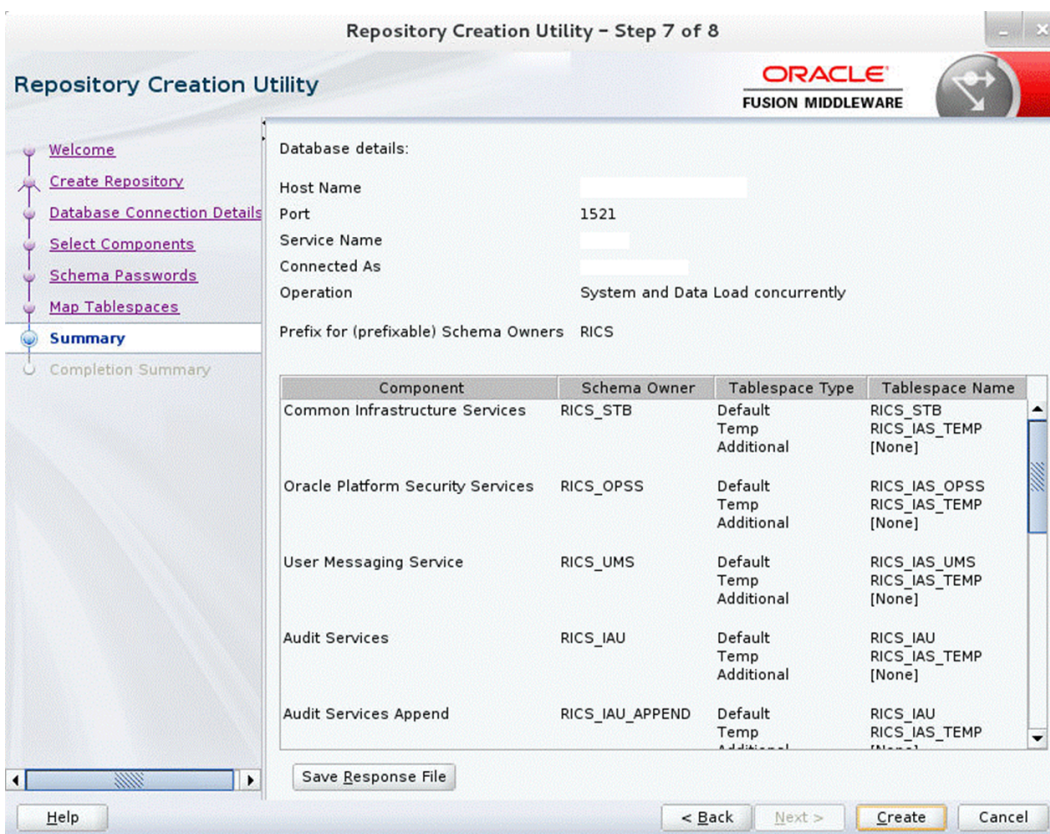 Repository Creation Utility – Step 7 of 8
Repository Creation Utility
ORACLE
FUSION MIDDLEWARE
Welcome
Create Repository
Database Connection Details
Select Components
Schema Passwords
Map Tablespaces
Summary
Completion Summary
Database details:
Host Name
Port 1521
Service Name
Connected As
Operation System and Data Load concurrently
Prefix for (prefixable) Schema Owners RICS
Component Schema Owner Tablespace Type Tablespace Name
Common Infrastructure Services RICS_STB Default RICS_STB
Temp RICS_IAS_TEMP
Additional [None]
Oracle Platform Security Services RICS_OPSS Default RICS_IAS_OPSS
Temp RICS_IAS_TEMP
Additional [None]
User Messaging Service RICS_UMS Default RICS_IAS_UMS
Temp RICS_IAS_TEMP
Additional [None]
Audit Services RICS_IAU Default RICS_IAU
Temp RICS_IAS_TEMP
Additional [None]
Audit Services Append RICS_IAU_APPEND Default RICS_IAU
Temp RICS_IAS_TEMP
Additional [None]
Save Response File
Help
< Back Next > Create Cancel